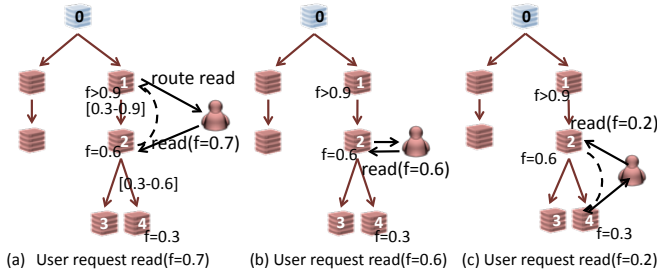 0
1
route read
f>0.9
[0.3-0.9]
2
read(f=0.7)
f=0.6
[0.3-0.6]
3
4
f=0.3
(a) User request read(f=0.7)
0
1
f>0.9
2
f=0.6
read(f=0.6)
3
4
f=0.3
(b) User request read(f=0.6)
0
1
f>0.9
read(f=0.2)
2
f=0.6
3
4
f=0.3
(c) User request read(f=0.2)